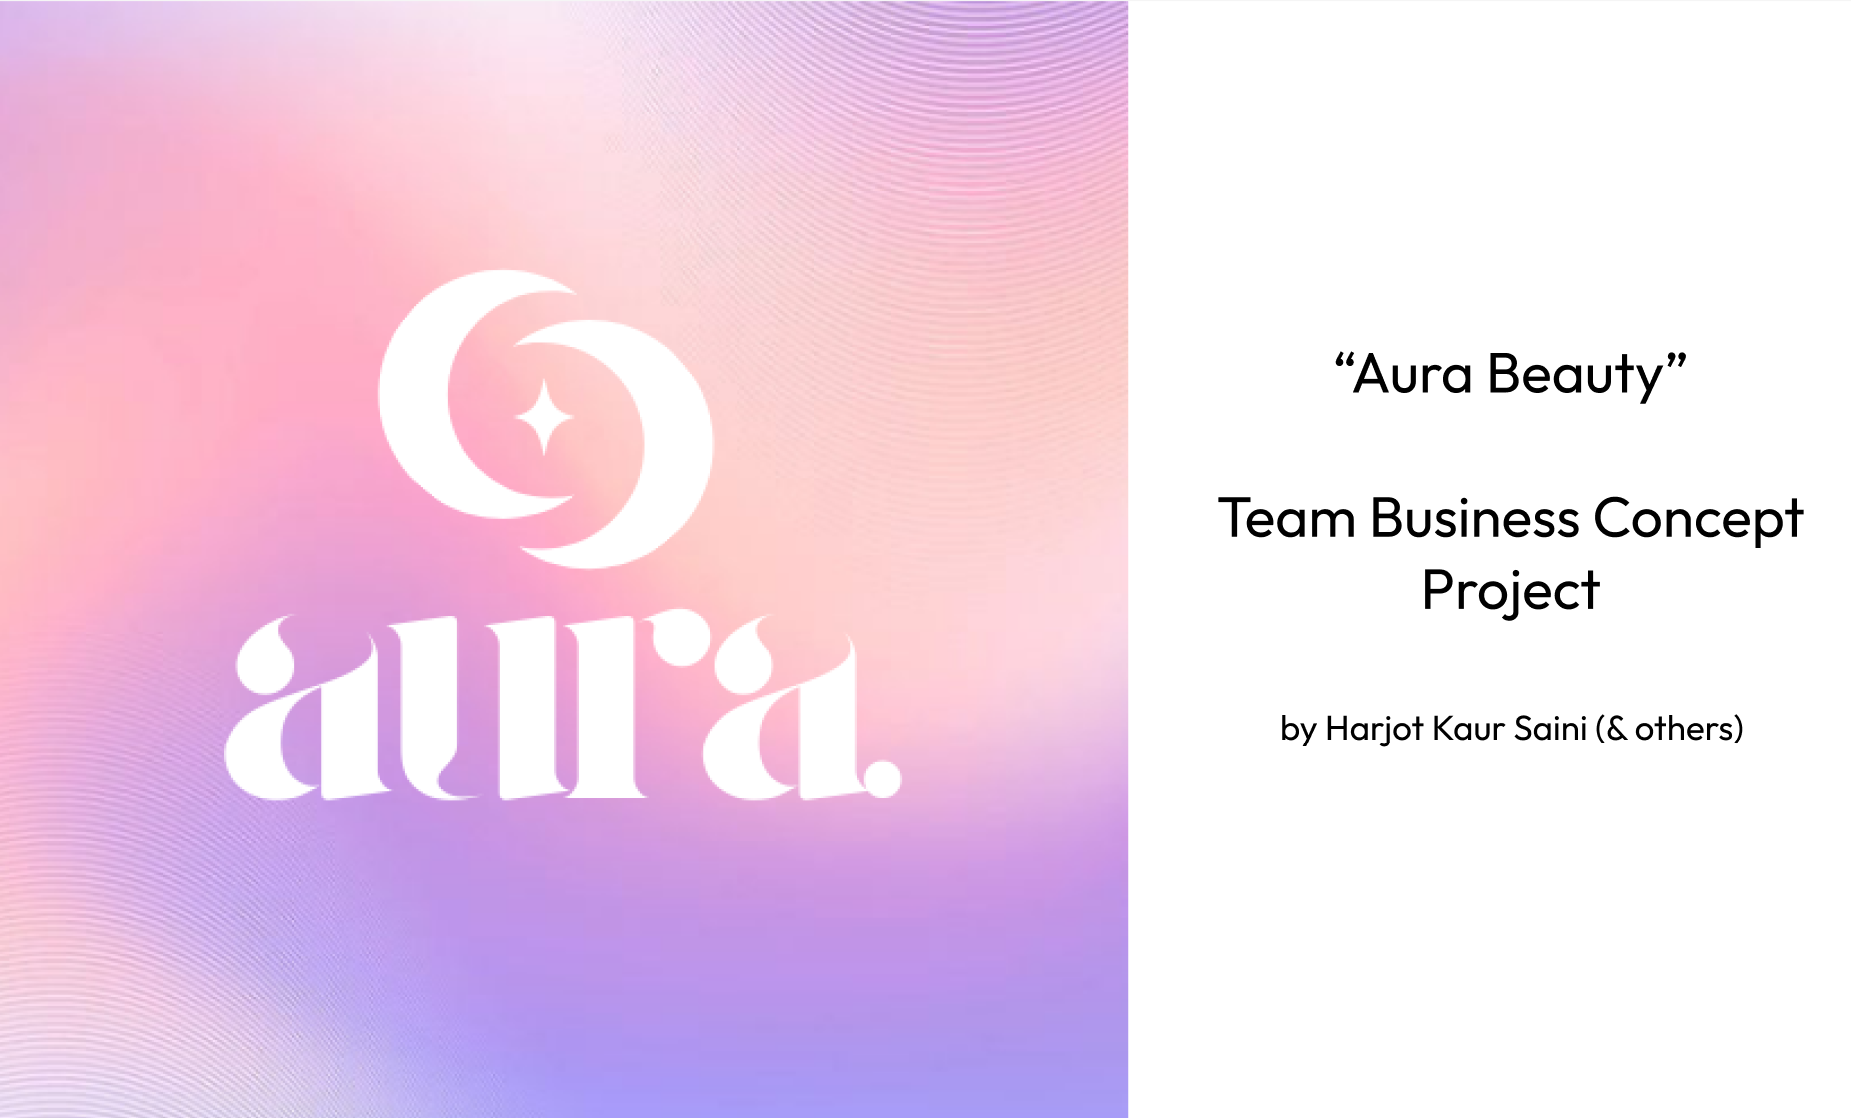 aura.
“Aura Beauty”
Team Business Concept
Project
by Harjot Kaur Saini (& others)